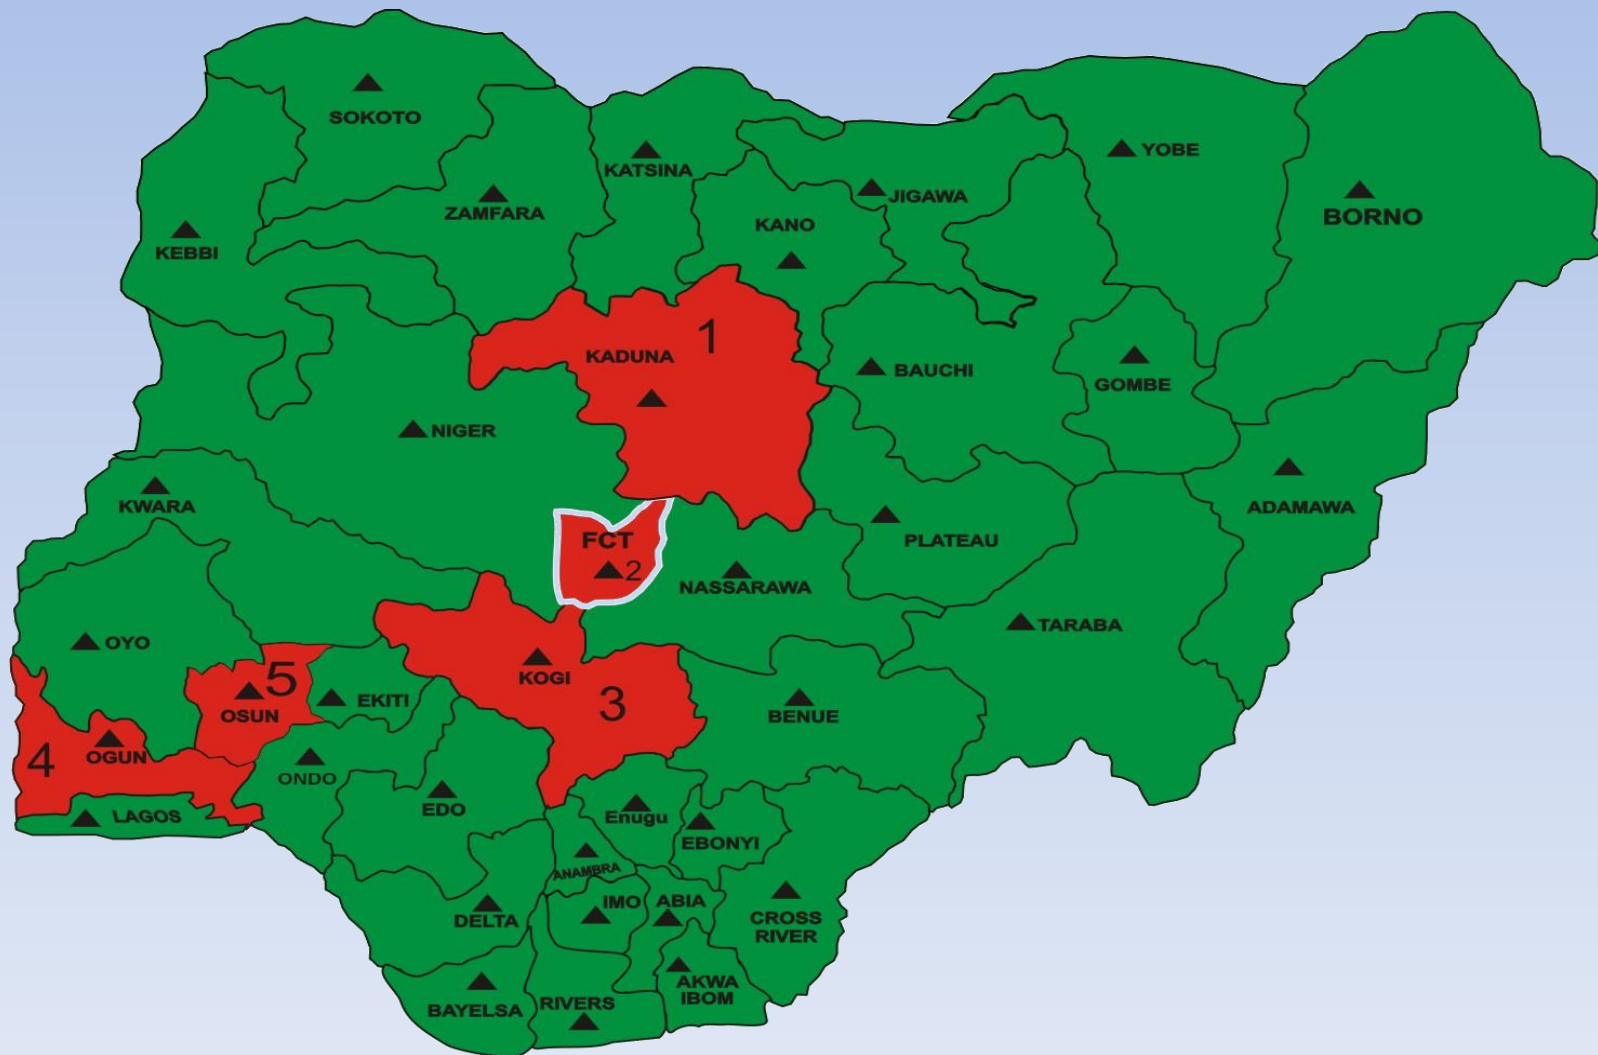 SOKOTO
KATSINA
YOBE
JIGAWA
ZAMFARA
KANO
BORNO
KEBBI
1
KADUNA
BAUCHI
GOMBE
NIGER
KWARA
ADAMAWA
FCT
2
PLATEAU
NASSARAWA
TARABA
OYO
5
KOGI
EKITI
3
OSUN
BENUE
4
OGUN
ONDO
LAGOS
EDO
Enugu
EBONYI
ANAMBRA
IMO
ABIA
DELTA
CROSS
RIVER
AKWA
IBOM
RIVERS
BAYELSA